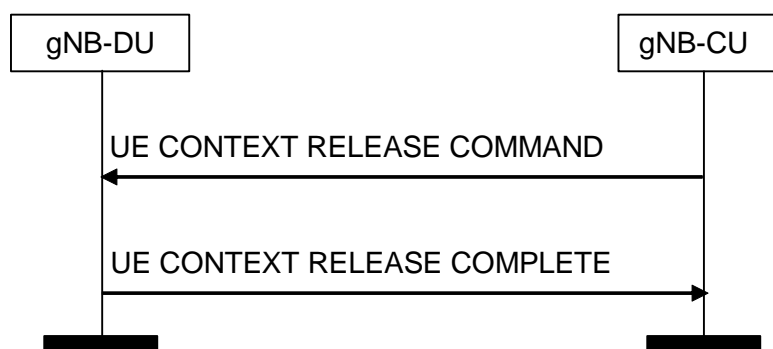 gNB-DU
gNB-CU
UE CONTEXT RELEASE COMMAND
UE CONTEXT RELEASE COMPLETE